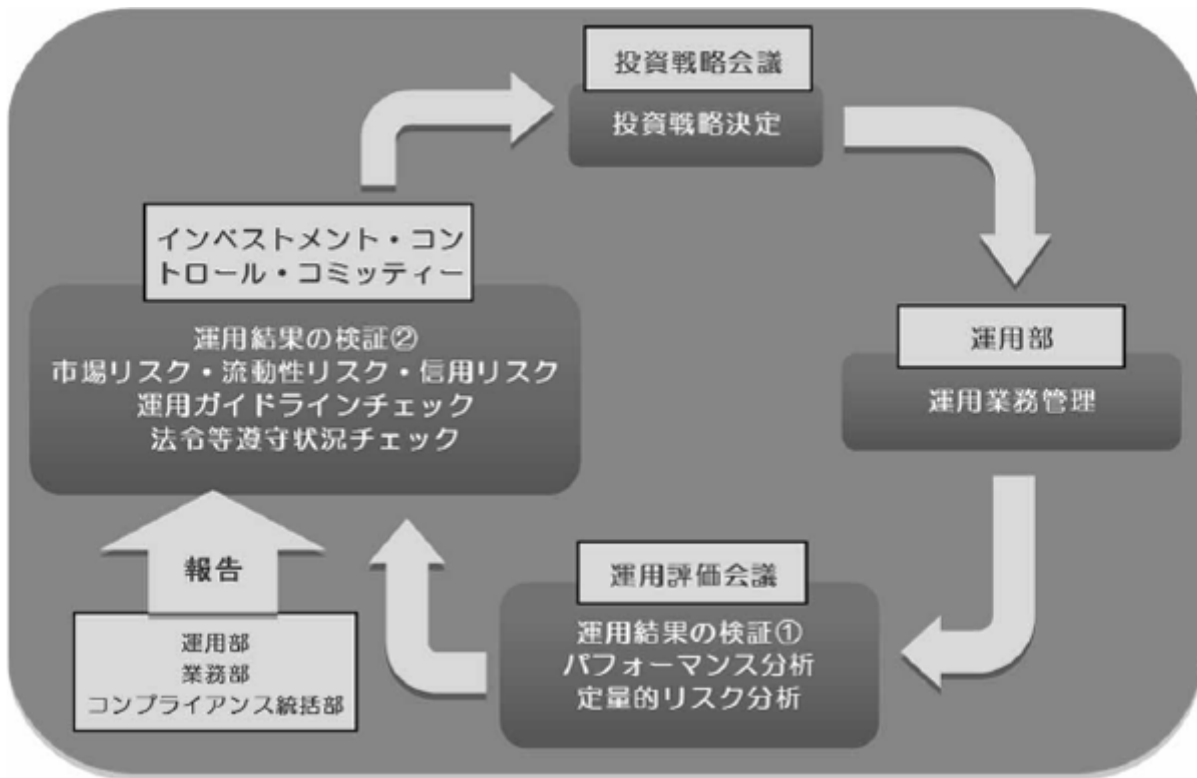 投資戦略会議
投資戦略決定
インベストメント・コン
トロール・コミッティー
運用結果の検証②
市場リスク・流動性リスク・信用リスク
運用ガイドラインチェック
法令等遵守状況チェック
運用部
運用業務管理
運用評価会議
運用結果の検証①
パフォーマンス分析
定量的リスク分析
報告
運用部
業務部
コンプライアンス統括部